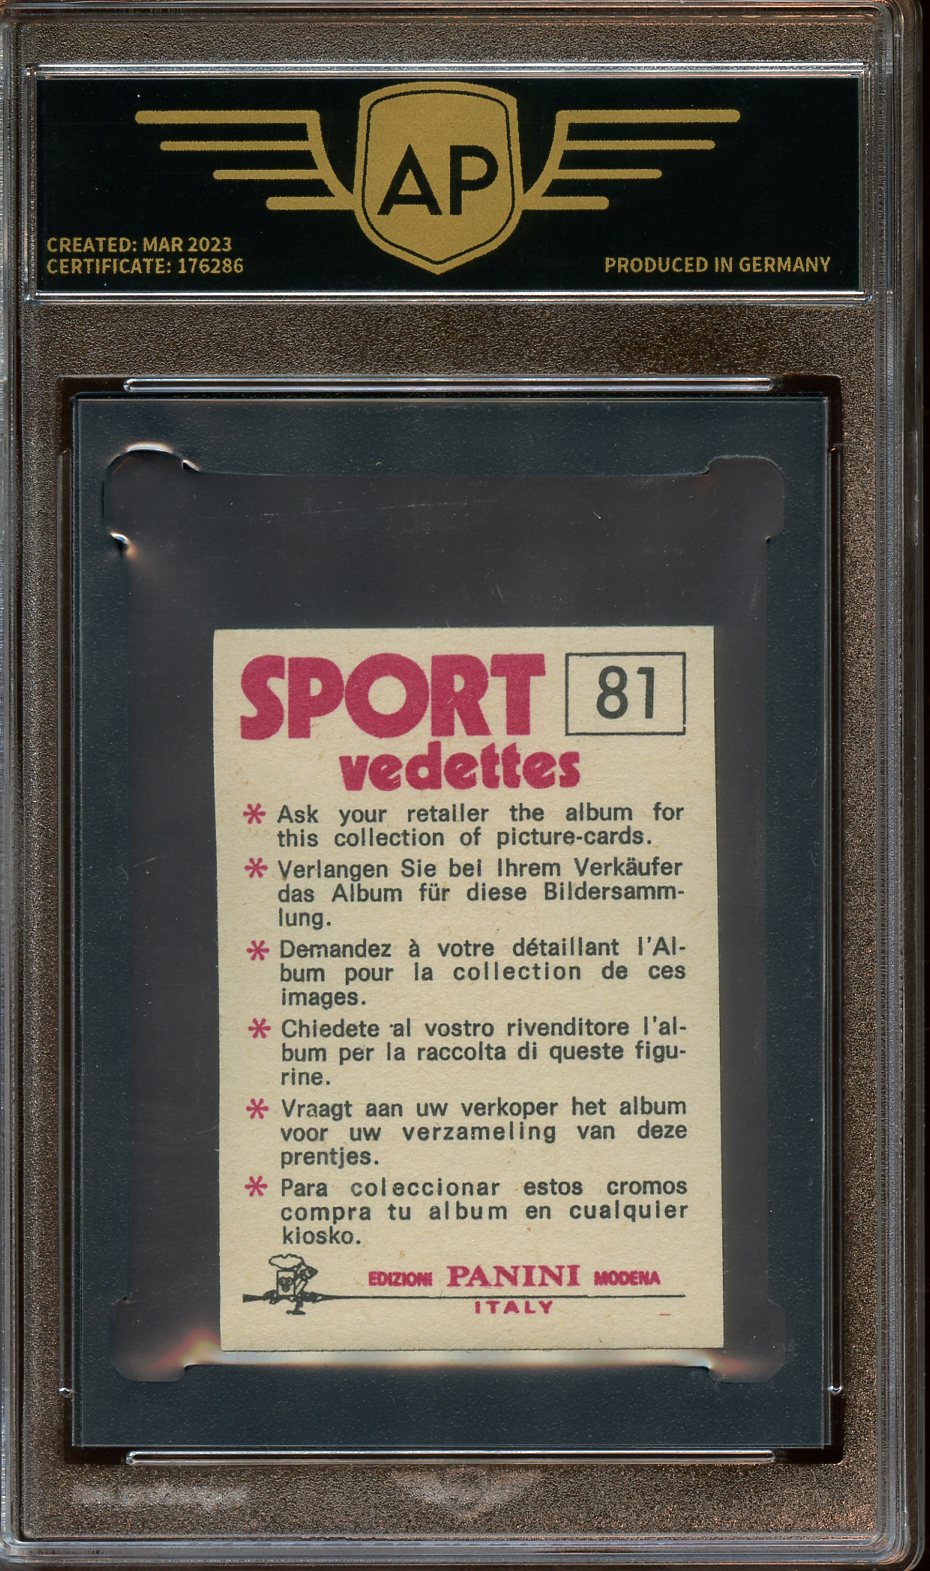 AP
CREATED: MAR 2023
CERTIFICATE: 176286
PRODUCED IN GERMANY
SPORT
81
vedettes
* Ask your retailer the album for
this collection of picture-cards.
* Verlangen Sie bei Ihrem Verkäufer
das Album für diese Bildersamm-
lung.
* Demandez à votre détaillant l'Al-
bum pour la collection de ces
images.
* Chiedete al vostro rivenditore l'al-
bum per la raccolta di queste figu-
rine.
* Vraagt aan uw verkoper het album
voor uw verzameling van deze
prentjes.
* Para coleccionar estos cromos
compra tu album en cualquier
kiosko.
EDIZIONI PANINI MODENA
ITALY